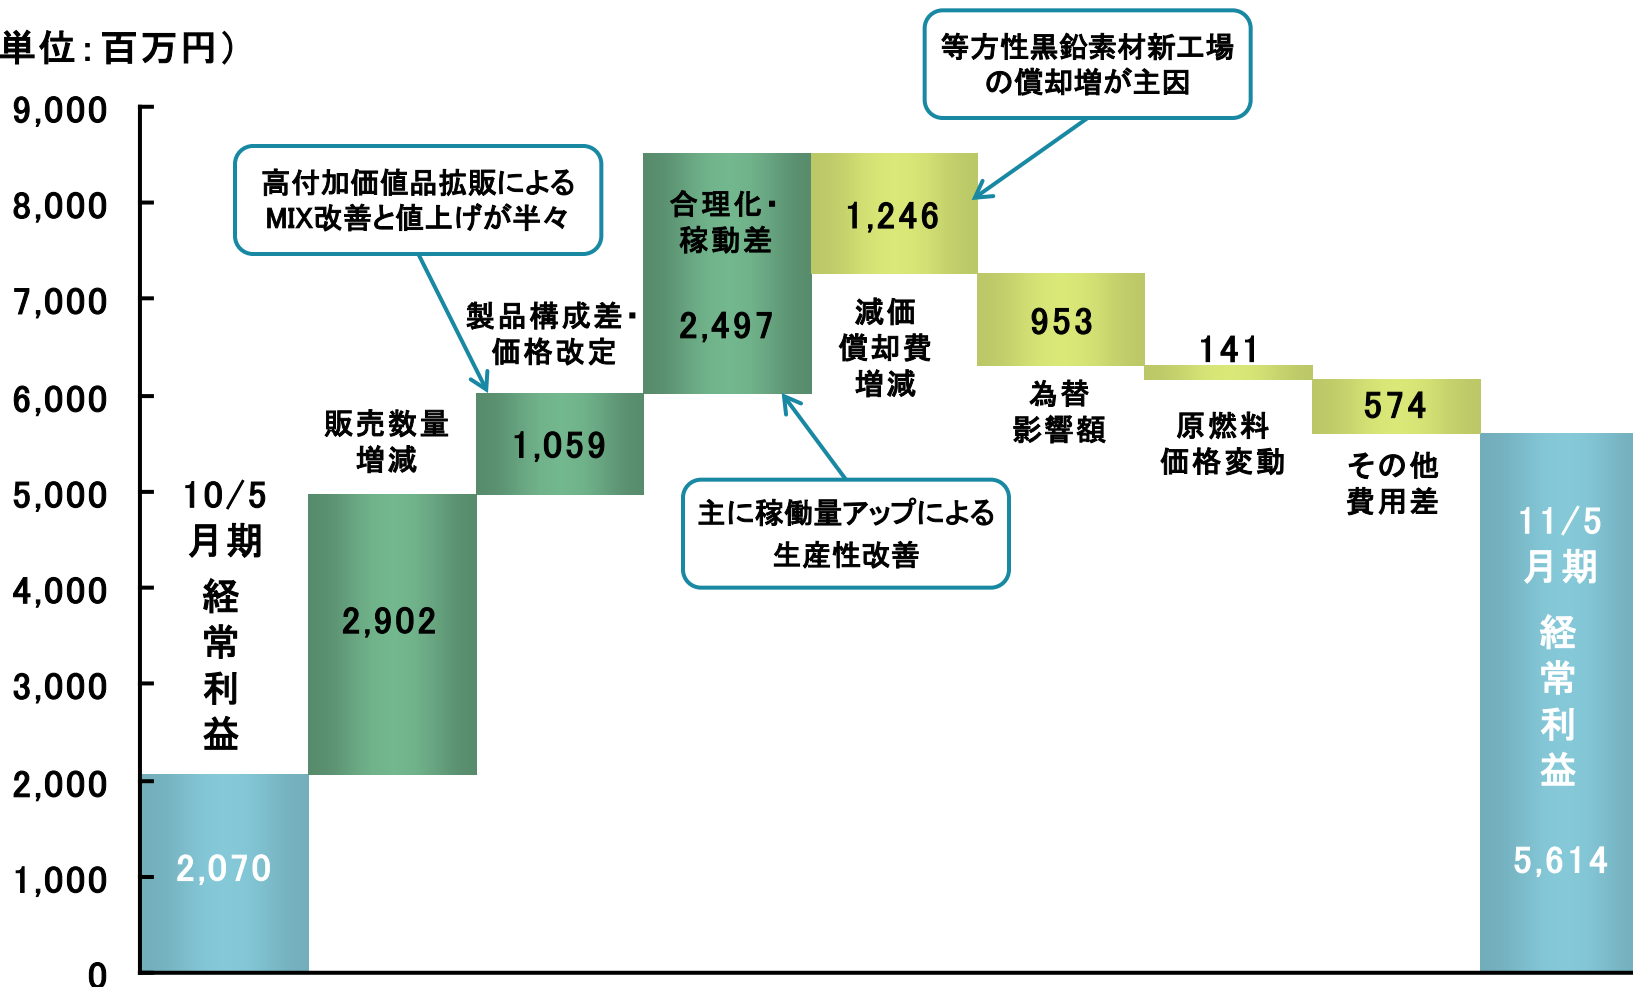 単位：百万円）
9,000
8,000
7,000
6,000
5,000
4,000
3,000
2,000
1,000
0
10/5
月期
経
常
利
益
2,070
販売数量
増減
2,902
高付加価値品拡販による
MIX改善と値上げが半々
製品構成差・
価格改定
1,059
合理化・
稼動差
2,497
主に稼働量アップによる
生産性改善
等方性黒鉛素材新工場
の償却増が主因
1,246
減価
償却費
増減
953
為替
影響額
141
原燃料
価格変動
574
その他
費用差
11/5
月期
経
常
利
益
5,614